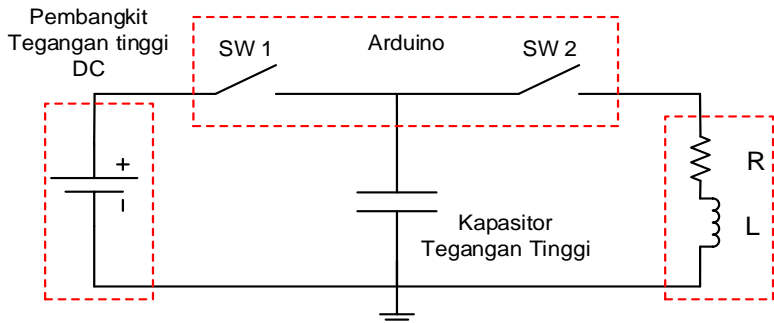 Pembangkit
Tegangan tinggi
DC
SW 1
Arduino
SW 2
+
R
L
Kapasitor
Tegangan Tinggi